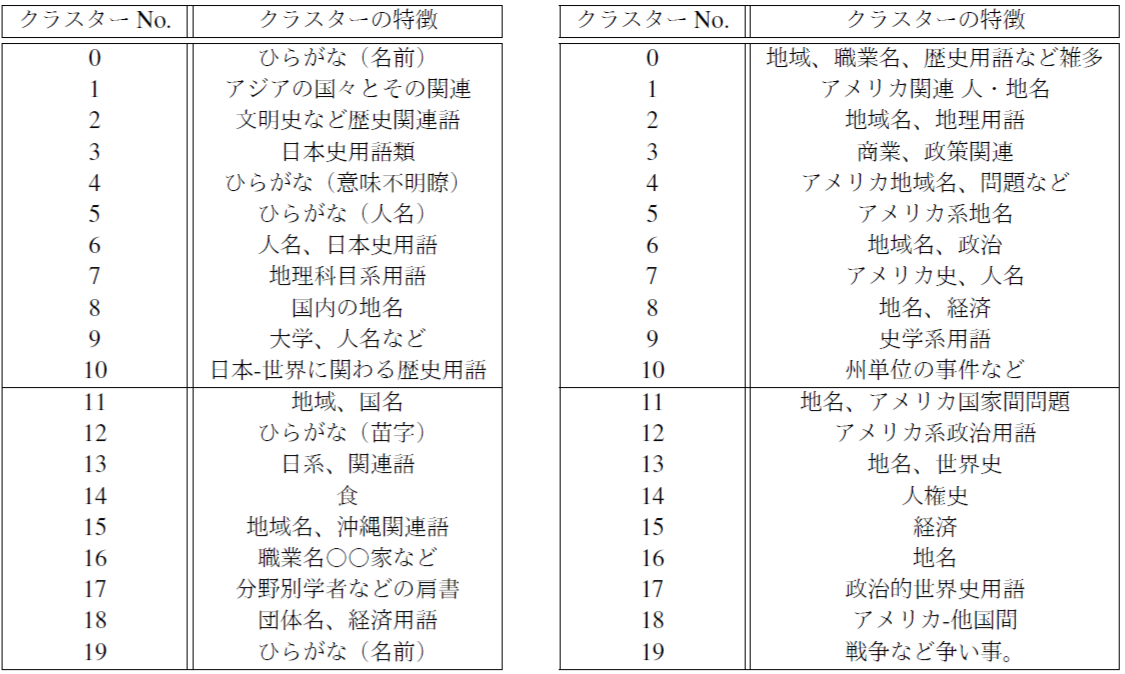 クラスター No. クラスターの特徴
0 ひらがな（名前）
1 アジアの国々とその関連
2 文明史など歴史関連語
3 日本史用語類
4 ひらがな（意味不明瞭）
5 ひらがな（人名）
6 人名、日本史用語
7 地理科目系用語
8 国内の地名
9 大学、人名など
10 日本-世界に関わる歴史用語
11 地域、国名
12 ひらがな（苗字）
13 日系、関連語
14 食
15 地域名、沖縄関連語
16 職業名○○家など
17 分野別学者などの肩書
18 団体名、経済用語
19 ひらがな（名前）
クラスター No. クラスターの特徴
0 地域、職業名、歴史用語など雑多
1 アメリカ関連 人・地名
2 地域名、地理用語
3 商業、政策関連
4 アメリカ地域名、問題など
5 アメリカ系地名
6 地域名、政治
7 アメリカ史、人名
8 地名、経済
9 史学系用語
10 州単位の事件など
11 地名、アメリカ国家間問題
12 アメリカ系政治用語
13 地名、世界史
14 人権史
15 経済
16 地名
17 政治的世界史用語
18 アメリカ-他国間
19 戦争など争い事。